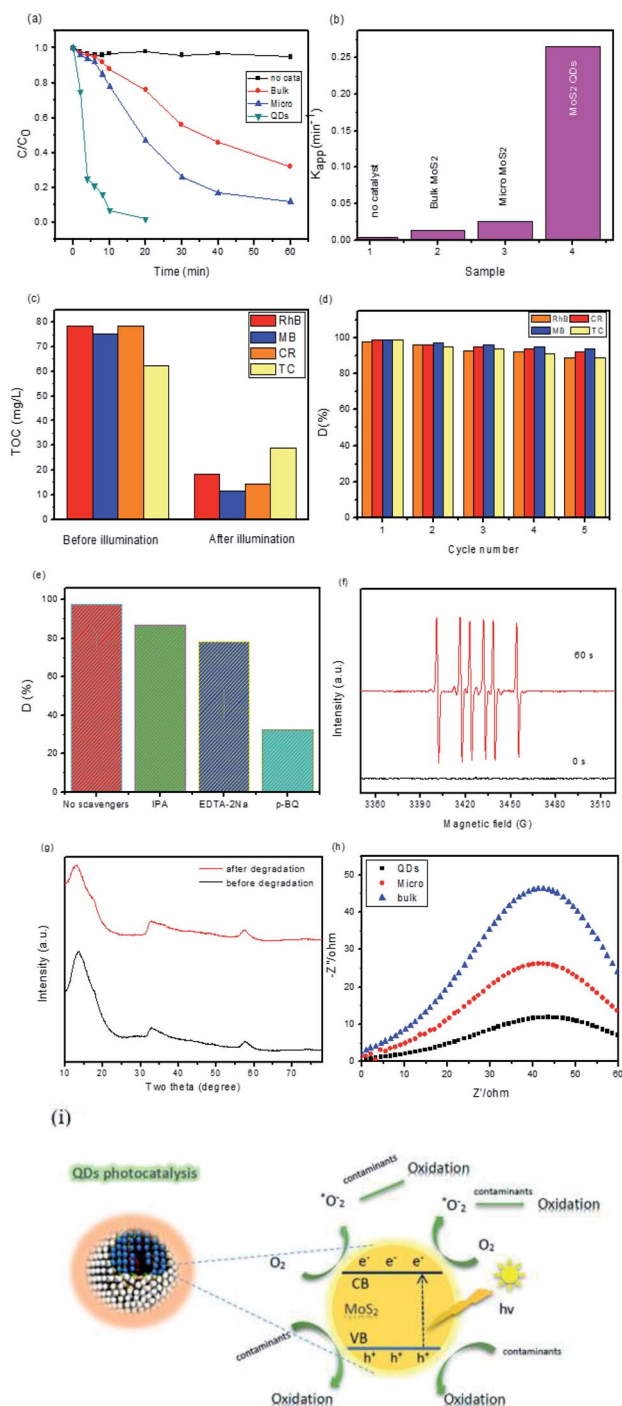 (a)
C/C0
1.0
0.8
0.6
0.4
0.2
0.0
no cata
Bulk
Micro
QDs
0 10 20 30 40 50 60
Time (min)
(b)
Kapp(min-1)
0.25
0.20
0.15
0.10
0.05
0.00
no catalyst
Bulk MoS2
Micro MoS2
MoS2 QDs
1 2 3 4
Sample
(c)
TOC (mg/L)
80
70
60
50
40
30
20
10
0
RhB
MB
CR
TC
Before illumination After illumination
(d)
D(%)
100
80
60
40
20
0
RhB CR
MB TC
1 2 3 4 5
Cycle number
(e)
D (%)
100
80
60
40
20
0
No scavengers IPA EDTA-2Na p-BQ
(f)
Intensity (a.u.)
60 s
0 s
3360 3390 3420 3450 3480 3510
Magnetic field (G)
(g)
Intensity (a.u.)
after degradation
before degradation
10 20 30 40 50 60 70
Two theta (degree)
(h)
-Z''/ohm
50
40
30
20
10
0
QDs
Micro
bulk
0 10 20 30 40 50 60
Z'/ohm
(i)
QDs photocatalysis
contaminants
Oxidation
•O-2
O2
contaminants
Oxidation
•O-2
O2
e- e- e-
CB
MoS2
VB
h+ h+ h+
hv
contaminants
Oxidation
contaminants
Oxidation